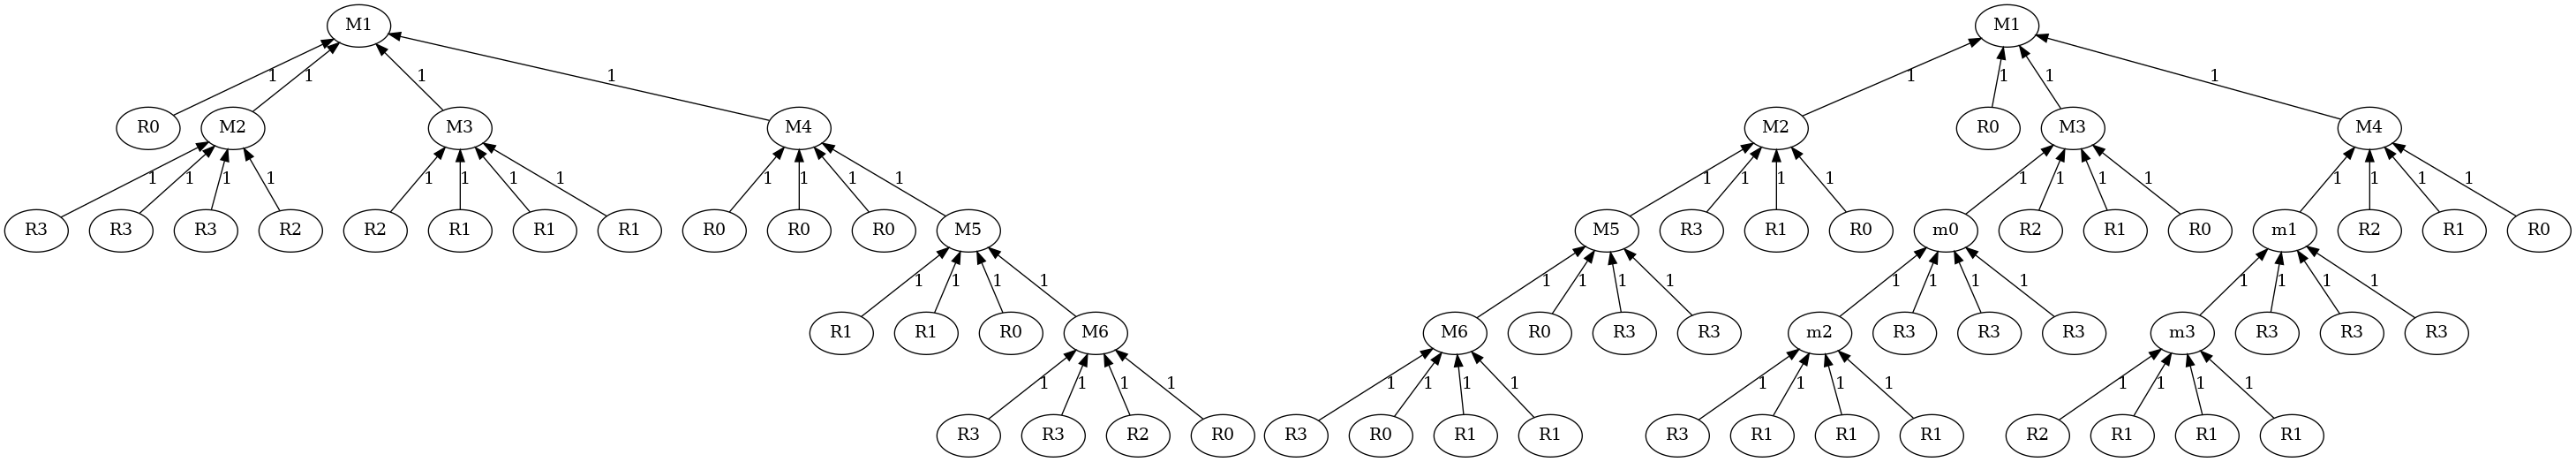 M1 M1
1 1 1 1 1 1 1 1
R0 M2 M3 M4 M2 R0 M3 M4
1 1 1 1 1 1 1 1 1 1 1 1 1 1 1 1 1 1 1 1 1 1 1 1
R3 R3 R3 R2 R2 R1 R1 R1 R0 R0 R0 M5 M5 R3 R1 R0 m0 R2 R1 R0 m1 R2 R1 R0
1 1 1 1 1 1 1 1 1 1 1 1 1 1 1 1
R1 R1 R0 M6 M6 R0 R3 R3 m2 R3 R3 R3 m3 R3 R3 R3
1 1 1 1 1 1 1 1 1 1 1 1 1 1 1 1
R3 R3 R2 R0 R3 R0 R1 R1 R3 R1 R1 R1 R2 R1 R1 R1